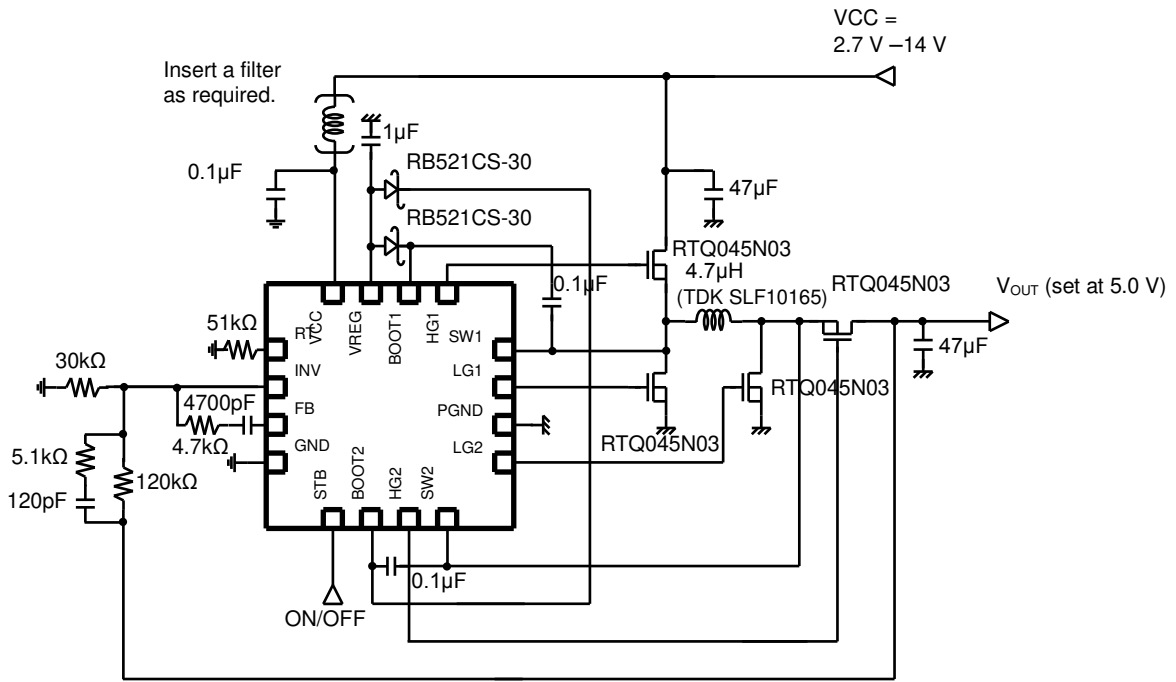 VCC =
2.7 V –14 V
Insert a filter
as required.
1µF
RB521CS-30
0.1µF
47µF
RB521CS-30
RTQ045N03
4.7µH
0.1µF
(TDK SLF10165)
RTQ045N03
VOUT (set at 5.0 V)
51kΩ
RT
VCC
VREG
BOOT1
HG1
SW1
47µF
30kΩ
INV
LG1
RTQ045N03
4700pF
FB
PGND
4.7kΩ
GND
LG2
RTQ045N03
5.1kΩ
120kΩ
120pF
STB
BOOT2
HG2
SW2
0.1µF
ON/OFF